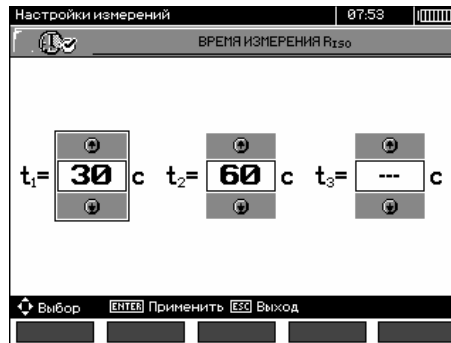 Настройки измерений 07:53
ВРЕМЯ ИЗМЕРЕНИЯ RISO
t1= 30 с t2= 60 с t3= --- с
Выбор ENTER Применить ESC Выход